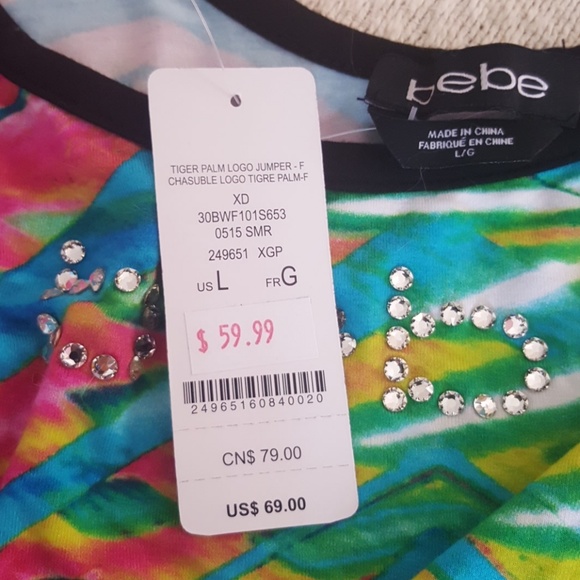 bebe
MADE IN CHINA
FABRIQUÉ EN CHINE
L/G
TIGER PALM LOGO JUMPER - F
CHASUBLE LOGO TIGRE PALM-F
XD
30BWF101S653
0515 SMR
249651 XGP
US L FR G
$ 59.99
24965160840020
CN$ 79.00
US$ 69.00
b